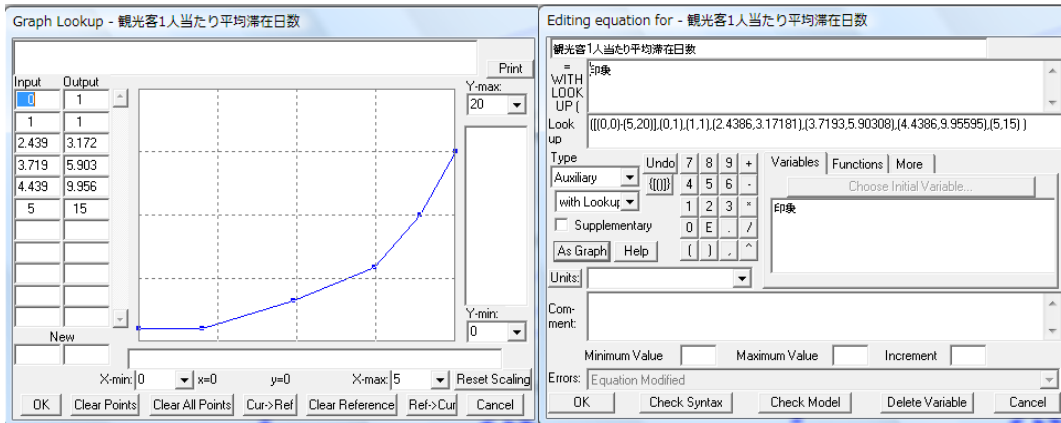 Graph Lookup - 観光客1人当たり平均滞在日数
Print
Input Output
0 1
1 1
2.439 3.172
3.719 5.903
4.439 9.956
5 15
New
Y-max:
20
Y-min:
0
X-min: 0 x=0 y=0 X-max: 5 Reset Scaling
OK Clear Points Clear All Points Cur->Ref Clear Reference Ref->Cur Cancel
Editing equation for - 観光客1人当たり平均滞在日数
観光客1人当たり平均滞在日数
= WITH LOOK UP (
印象
Look up
([(0,0)-(5,20)],(0,1),(1,1),(2.4386,3.17181),(3.7193,5.90308),(4.4386,9.95595),(5,15) )
Type
Auxiliary
with Lookup
Supplementary
As Graph Help
Undo 7 8 9 +
{[()]} 4 5 6 -
1 2 3 *
0 E . /
( ) , ^
Variables Functions More
Choose Initial Variable...
印象
Units:
Com-
ment:
Minimum Value Maximum Value Increment
Errors: Equation Modified
OK Check Syntax Check Model Delete Variable Cancel